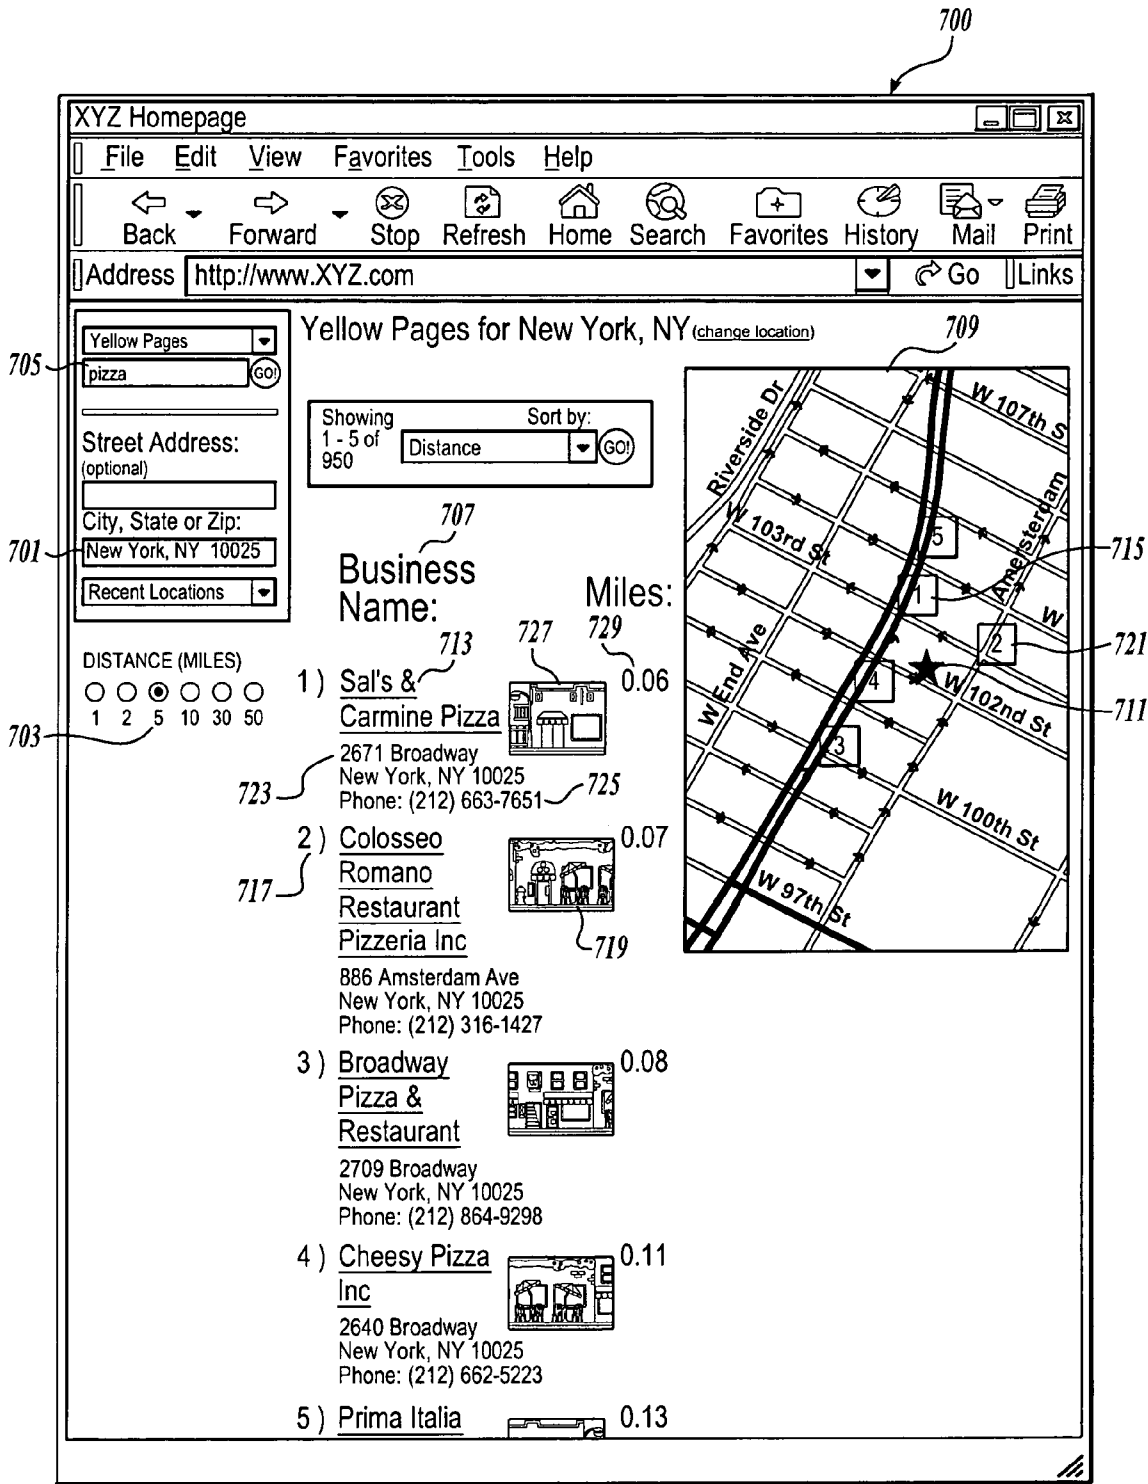 700
XYZ Homepage
File Edit View Favorites Tools Help
Back Forward Stop Refresh Home Search Favorites History Mail Print
Address http://www.XYZ.com Go Links
Yellow Pages
705
pizza GO!
Street Address:
(optional)
City, State or Zip:
701
New York, NY 10025
Recent Locations
DISTANCE (MILES)
1 2 5 10 30 50
703
Yellow Pages for New York, NY (change location)
709
Showing
1 - 5 of
950
Sort by:
Distance GO!
707
Business
Name:
Miles:
713
727
729
1 ) Sal's &
Carmine Pizza
0.06
2671 Broadway
New York, NY 10025
Phone: (212) 663-7651
723
725
2 ) Colosseo
Romano
Restaurant
Pizzeria Inc
0.07
717
719
886 Amsterdam Ave
New York, NY 10025
Phone: (212) 316-1427
3 ) Broadway
Pizza &
Restaurant
0.08
2709 Broadway
New York, NY 10025
Phone: (212) 864-9298
4 ) Cheesy Pizza
Inc
0.11
2640 Broadway
New York, NY 10025
Phone: (212) 662-5223
5 ) Prima Italia
0.13
Riverside Dr
W 107th S
W 103rd St
Amersterdam
W
W End Ave
W 102nd St
W 100th St
W 97th St
5
1
2
4
3
715
721
711